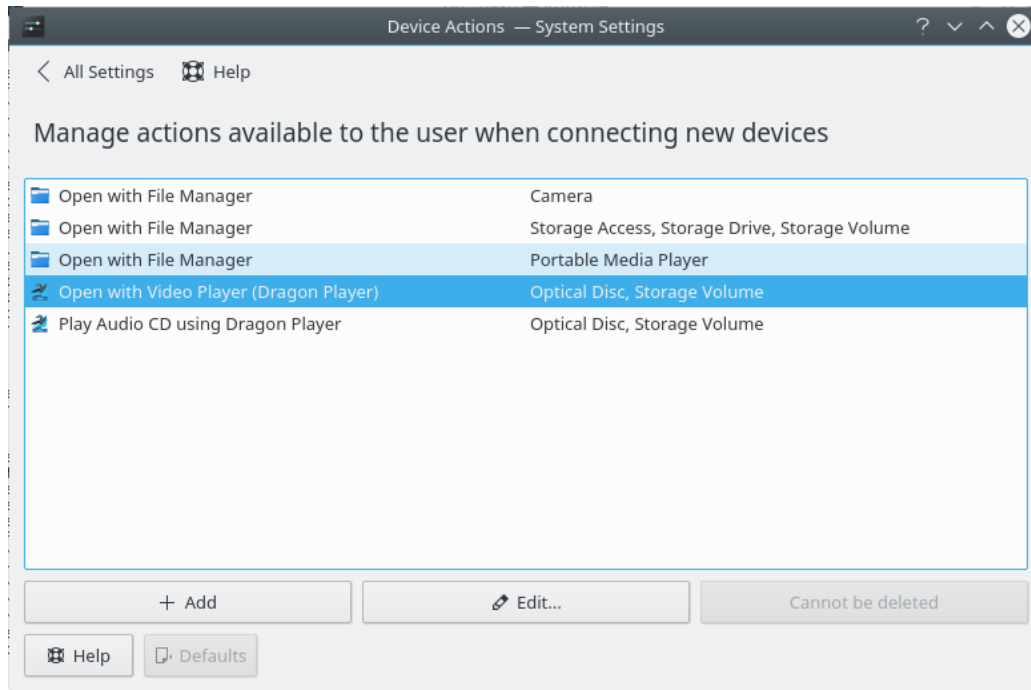 Device Actions — System Settings
All Settings Help
Manage actions available to the user when connecting new devices
Open with File Manager Camera
Open with File Manager Storage Access, Storage Drive, Storage Volume
Open with File Manager Portable Media Player
Open with Video Player (Dragon Player) Optical Disc, Storage Volume
Play Audio CD using Dragon Player Optical Disc, Storage Volume
Add Edit... Cannot be deleted
Help Defaults